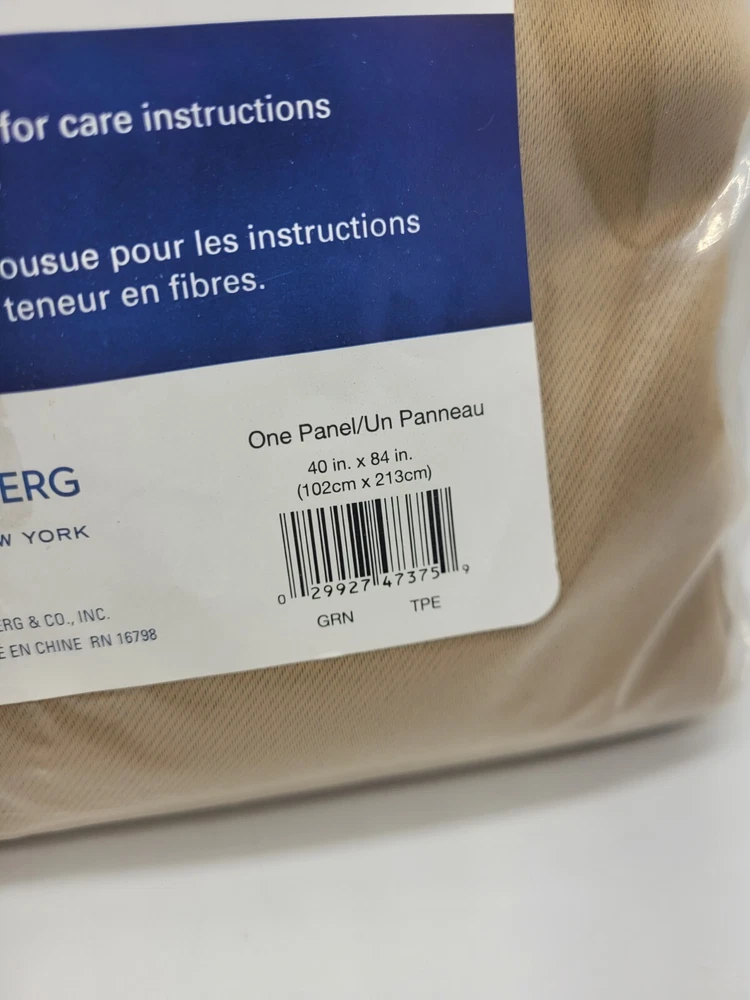 for care instructions
ousue pour les instructions
teneur en fibres.
One Panel/Un Panneau
40 in. x 84 in.
(102cm x 213cm)
ERG
W YORK
0 29927 47375 9
GRN TPE
ERG & CO., INC.
E EN CHINE RN 16798